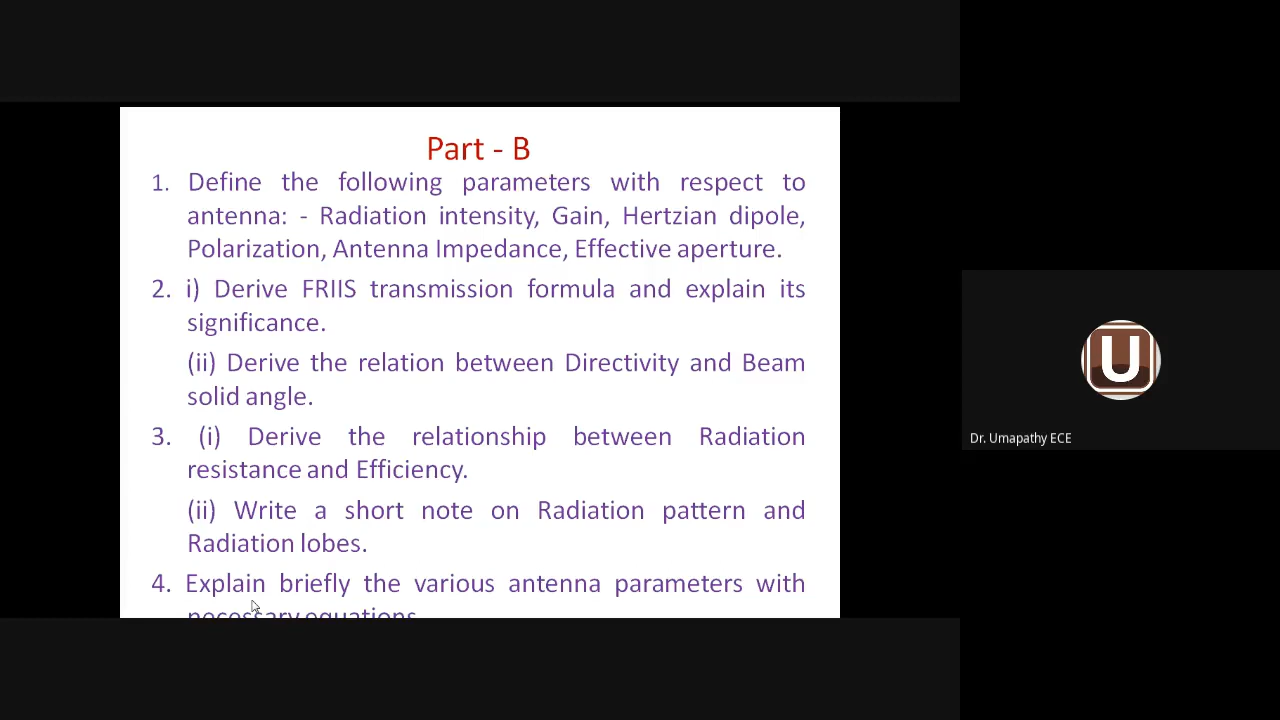 Part - B
1. Define the following parameters with respect to
antenna: - Radiation intensity, Gain, Hertzian dipole,
Polarization, Antenna Impedance, Effective aperture.
2. i) Derive FRIIS transmission formula and explain its
significance.
(ii) Derive the relation between Directivity and Beam
solid angle.
3. (i) Derive the relationship between Radiation
resistance and Efficiency.
(ii) Write a short note on Radiation pattern and
Radiation lobes.
4. Explain briefly the various antenna parameters with
necessary equations
U
Dr. Umapathy ECE